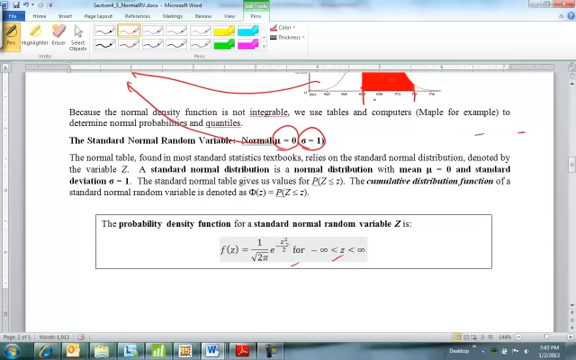 Section4_5_NormalRV.docx
File Home Insert Page Layout References Mailings Review View Pens
Pen Highlighter Eraser Select Objects
Color
Thickness
Write Pens
Because the normal density function is not integrable, we use tables and computers (Maple for example) to
determine normal probabilities and quantiles.
The Standard Normal Random Variable: Normal(μ = 0, σ = 1)
The normal table, found in most standard statistics textbooks, relies on the standard normal distribution, denoted by
the variable Z. A standard normal distribution is a normal distribution with mean μ = 0 and standard
deviation σ = 1. The standard normal table gives us values for P(Z ≤ z). The cumulative distribution function of a
standard normal random variable is denoted as Φ(z) = P(Z ≤ z).
The probability density function for a standard normal random variable Z is:
f(z) = 1/√2π e^(-z²/2) for − ∞ < z < ∞
Page: 2 of 5 Words: 1,013 144%
Desktop 7:43 PM
1/2/2013